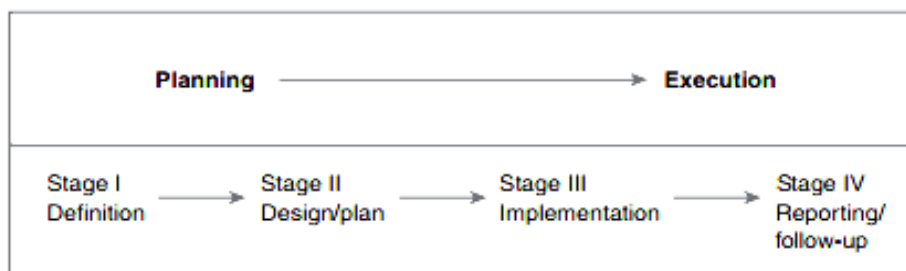 Planning Execution
Stage I Stage II Stage III Stage IV
Definition Design/plan Implementation Reporting/
follow-up